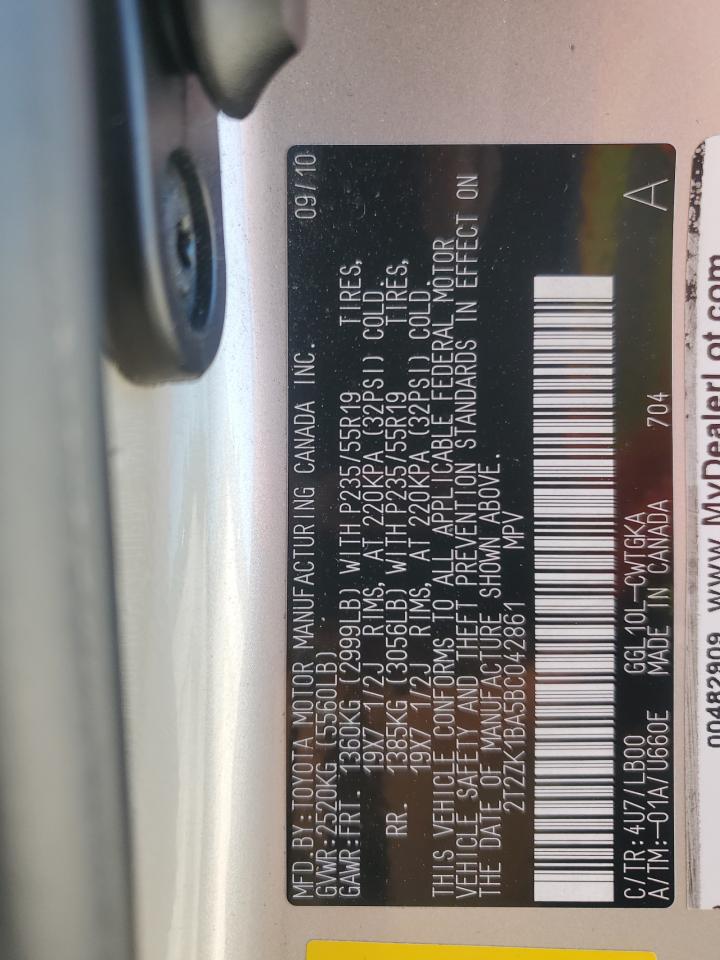 MFD.BY:TOYOTA MOTOR MANUFACTURING CANADA INC. 09/10
GVWR:2520KG (5560LB)
GAWR:FRT. 1360KG (2999LB) WITH P235/55R19 TIRES,
19X7 1/2J RIMS, AT 220KPA (32PSI) COLD
RR. 1385KG (3056LB) WITH P235/55R19 TIRES,
19X7 1/2J RIMS, AT 220KPA (32PSI) COLD.
THIS VEHICLE CONFORMS TO ALL APPLICABLE FEDERAL MOTOR
VEHICLE SAFETY AND THEFT PREVENTION STANDARDS IN EFFECT ON
THE DATE OF MANUFACTURE SHOWN ABOVE.
2T2ZK1BA5BC042861 MPV
C/TR:4U7/LB00 GGL10L-CWTGKA 704 A
A/TM:-01A/U660E MADE IN CANADA
00482909 www.MyDealerLot.com